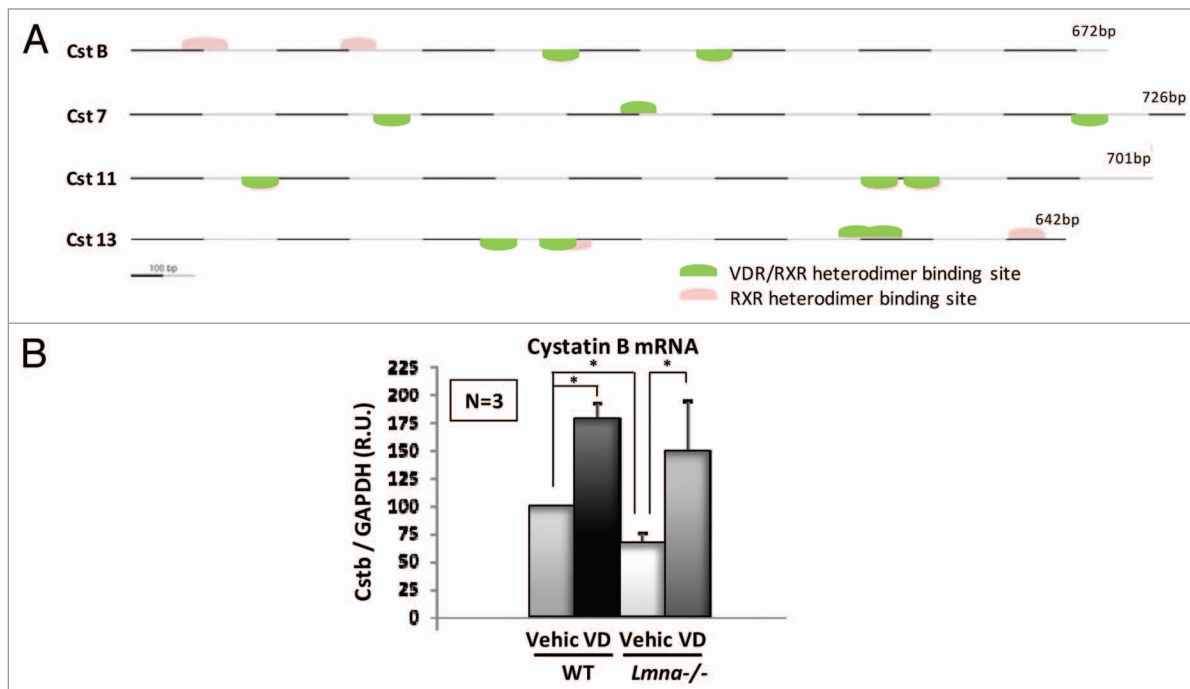 A
Cst B
672bp
Cst 7
726bp
Cst 11
701bp
Cst 13
642bp
100 bp
VDR/RXR heterodimer binding site
RXR heterodimer binding site
B
Cystatin B mRNA
N=3
Cstb / GAPDH (R.U.)
225
200
175
150
125
100
75
50
25
0
*
*
*
Vehic VD Vehic VD
WT Lmna-/-